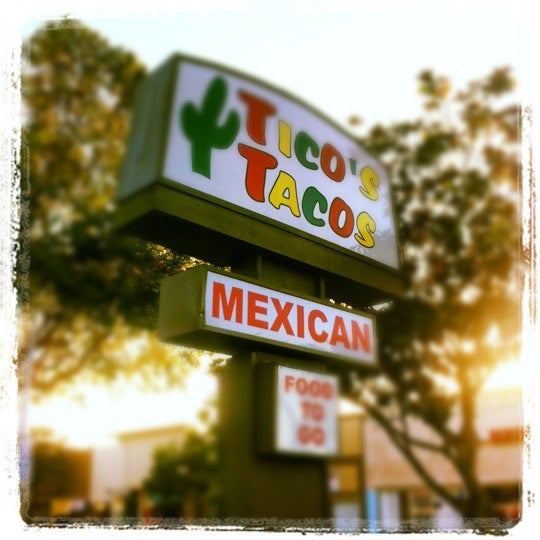 Tico's
Tacos
MEXICAN
FOOD
TO
GO